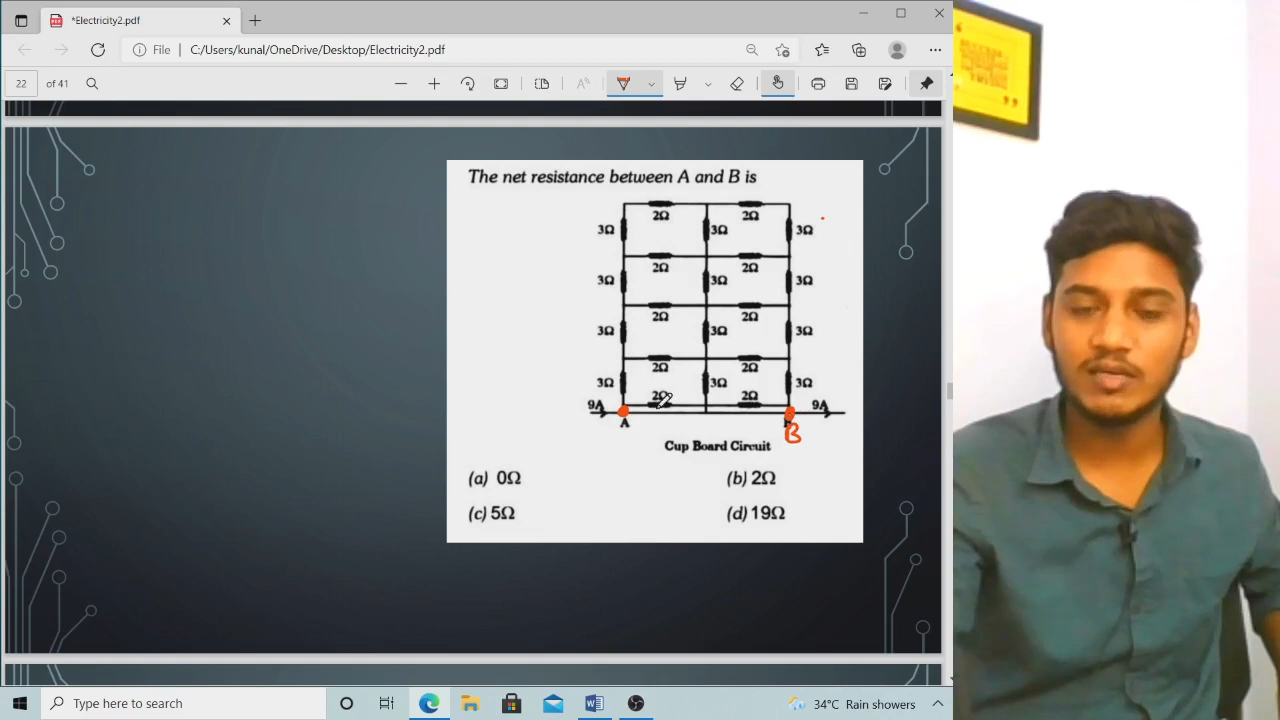 *Electricity2.pdf
File | C:/Users/kunal/OneDrive/Desktop/Electricity2.pdf
22 of 41
The net resistance between A and B is
2Ω 2Ω
3Ω 3Ω 3Ω
2Ω 2Ω
3Ω 3Ω 3Ω
2Ω 2Ω
3Ω 3Ω 3Ω
2Ω 2Ω
3Ω 3Ω 3Ω
2Ω 2Ω
9A 9A
A B
Cup Board Circuit
(a) 0Ω (b) 2Ω
(c) 5Ω (d) 19Ω
Type here to search
34°C Rain showers